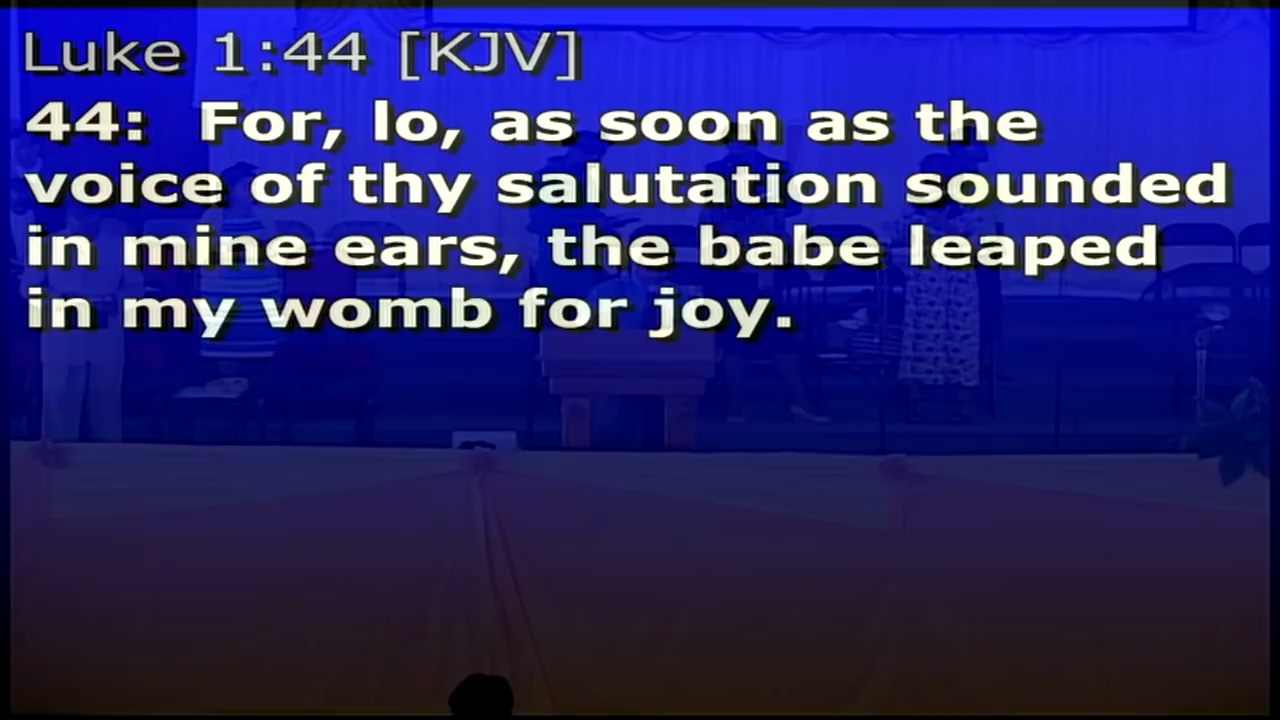 Luke 1:44 [KJV]
44: For, lo, as soon as the
voice of thy salutation sounded
in mine ears, the babe leaped
in my womb for joy.